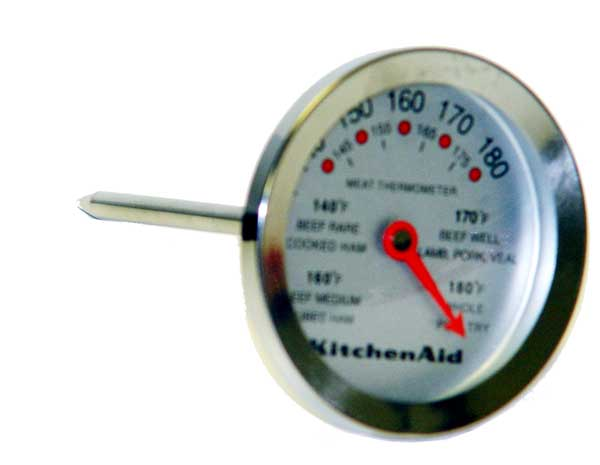 150 160 170 180
145 155 165 175
MEAT THERMOMETER
140°F
BEEF RARE
COOKED HAM
170°F
BEEF WELL
LAMB, PORK, VEAL
160°F
BEEF MEDIUM
HAM
180°F
WHOLE
KitchenAid